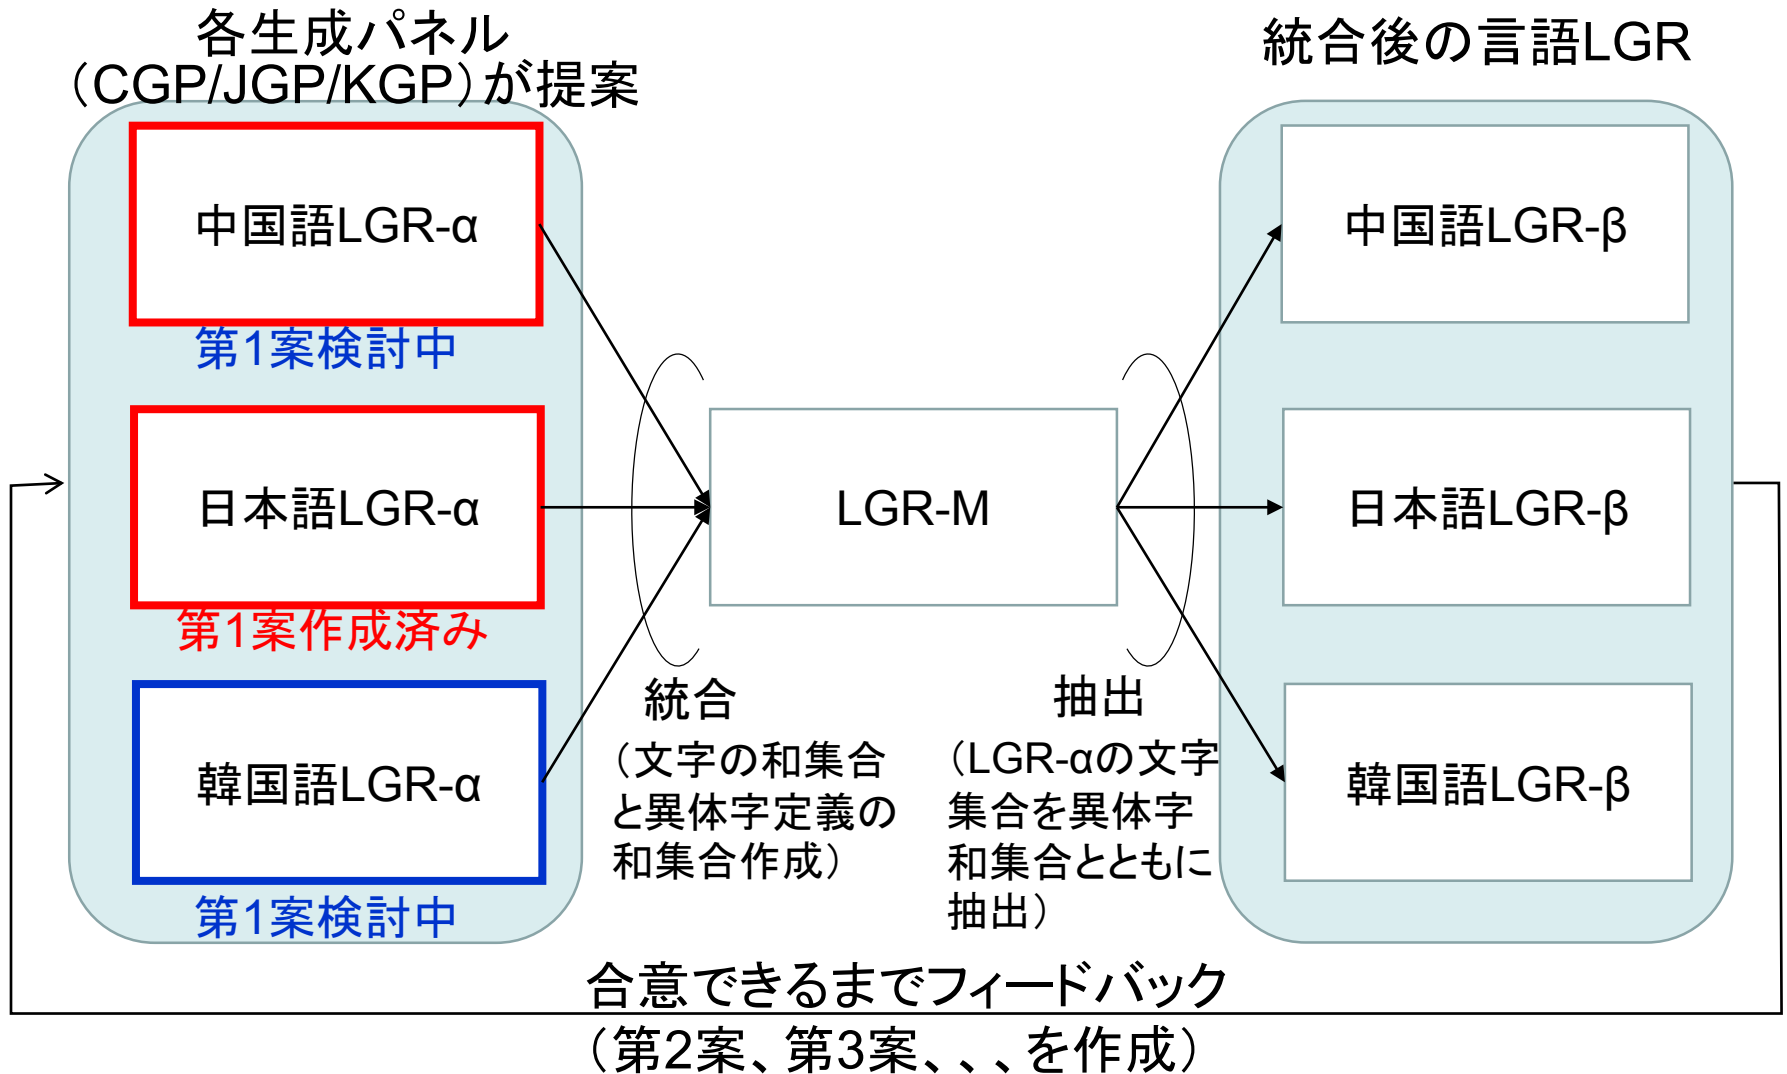 各生成パネル
（CGP/JGP/KGP）が提案
中国語LGR-α
第1案検討中
日本語LGR-α
第1案作成済み
韓国語LGR-α
第1案検討中
統合
（文字の和集合
と異体字定義の
和集合作成）
LGR-M
抽出
（LGR-αの文字
集合を異体字
和集合とともに
抽出）
統合後の言語LGR
中国語LGR-β
日本語LGR-β
韓国語LGR-β
合意できるまでフィードバック
（第2案、第3案、、、を作成）